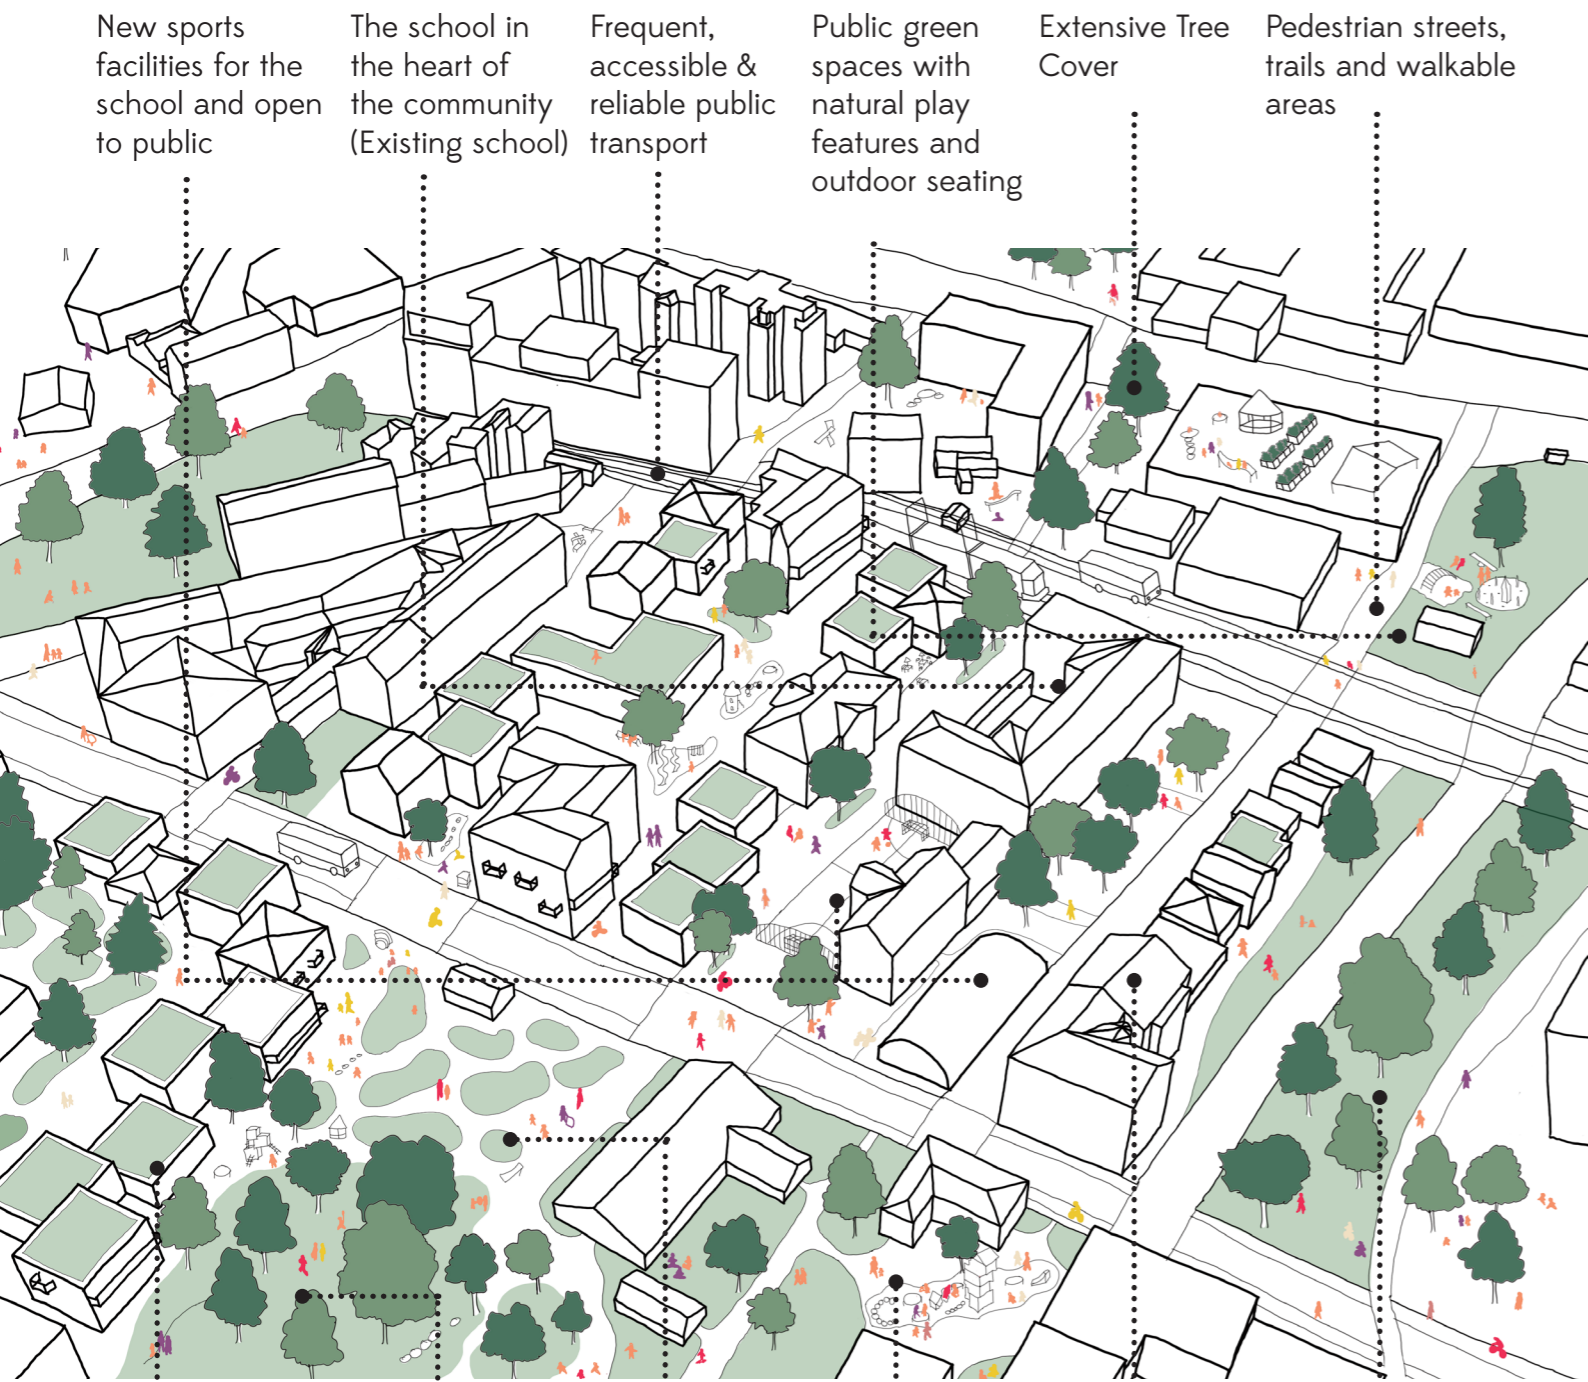 New sports
facilities for the
school and open
to public
The school in
the heart of
the community
(Existing school)
Frequent,
accessible &
reliable public
transport
Public green
spaces with
natural play
features and
outdoor seating
Extensive Tree
Cover
Pedestrian streets,
trails and walkable
areas